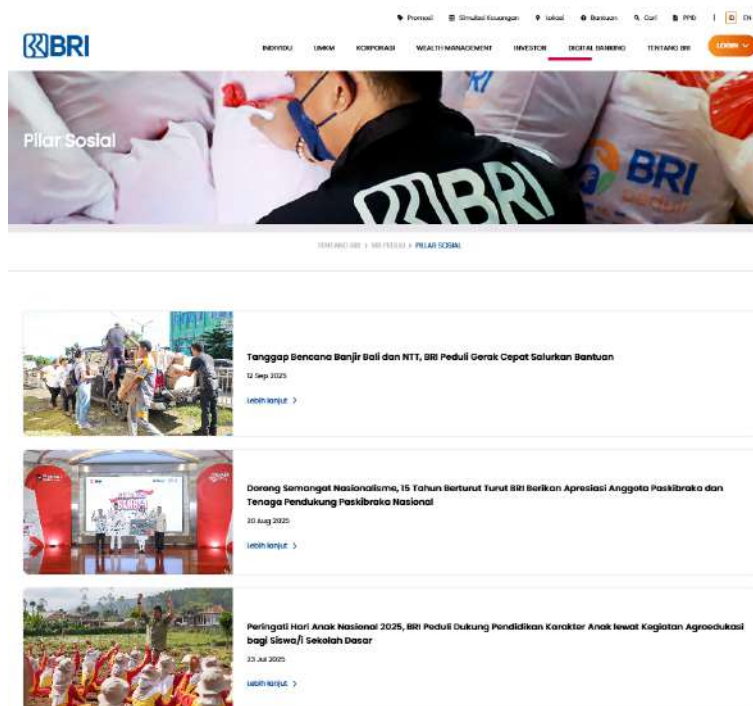 Promosi Simulasi Keuangan Lokasi Bantuan Cari PPID | ID EN
BRI
INDIVIDU UMKM KORPORASI WEALTH MANAGEMENT INVESTOR DIGITAL BANKING TENTANG BRI LOGIN
Pilar Sosial
BRI
BRI
peduli
TENTANG BRI > BRI PEDULI > PILLAR SOSIAL
Tanggap Bencana Banjir Bali dan NTT, BRI Peduli Gerak Cepat Salurkan Bantuan
12 Sep 2025
Lebih lanjut >
Dorong Semangat Nasionalisme, 15 Tahun Berturut Turut BRI Berikan Apresiasi Anggota Paskibraka dan
Tenaga Pendukung Paskibraka Nasional
20 Aug 2025
Lebih lanjut >
Peringati Hari Anak Nasional 2025, BRI Peduli Dukung Pendidikan Karakter Anak lewat Kegiatan Agroedukasi
bagi Siswa/i Sekolah Dasar
23 Jul 2025
Lebih lanjut >